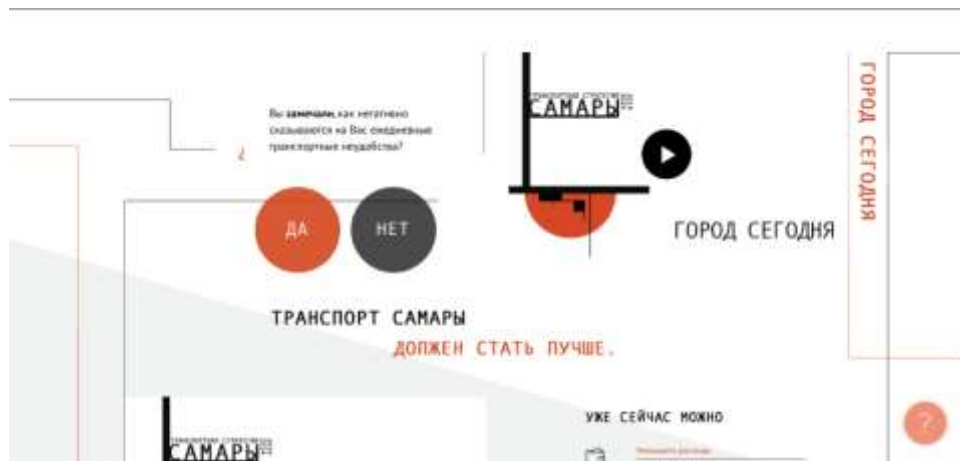 Вы замечали, как негативно
сказываются на Вас ежедневные
транспортные неудобства?
¿
ДА
НЕТ
САМАРЫ
ГОРОД СЕГОДНЯ
ГОРОД СЕГОДНЯ
ТРАНСПОРТ САМАРЫ
ДОЛЖЕН СТАТЬ ЛУЧШЕ.
САМАРЫ
УЖЕ СЕЙЧАС МОЖНО
?